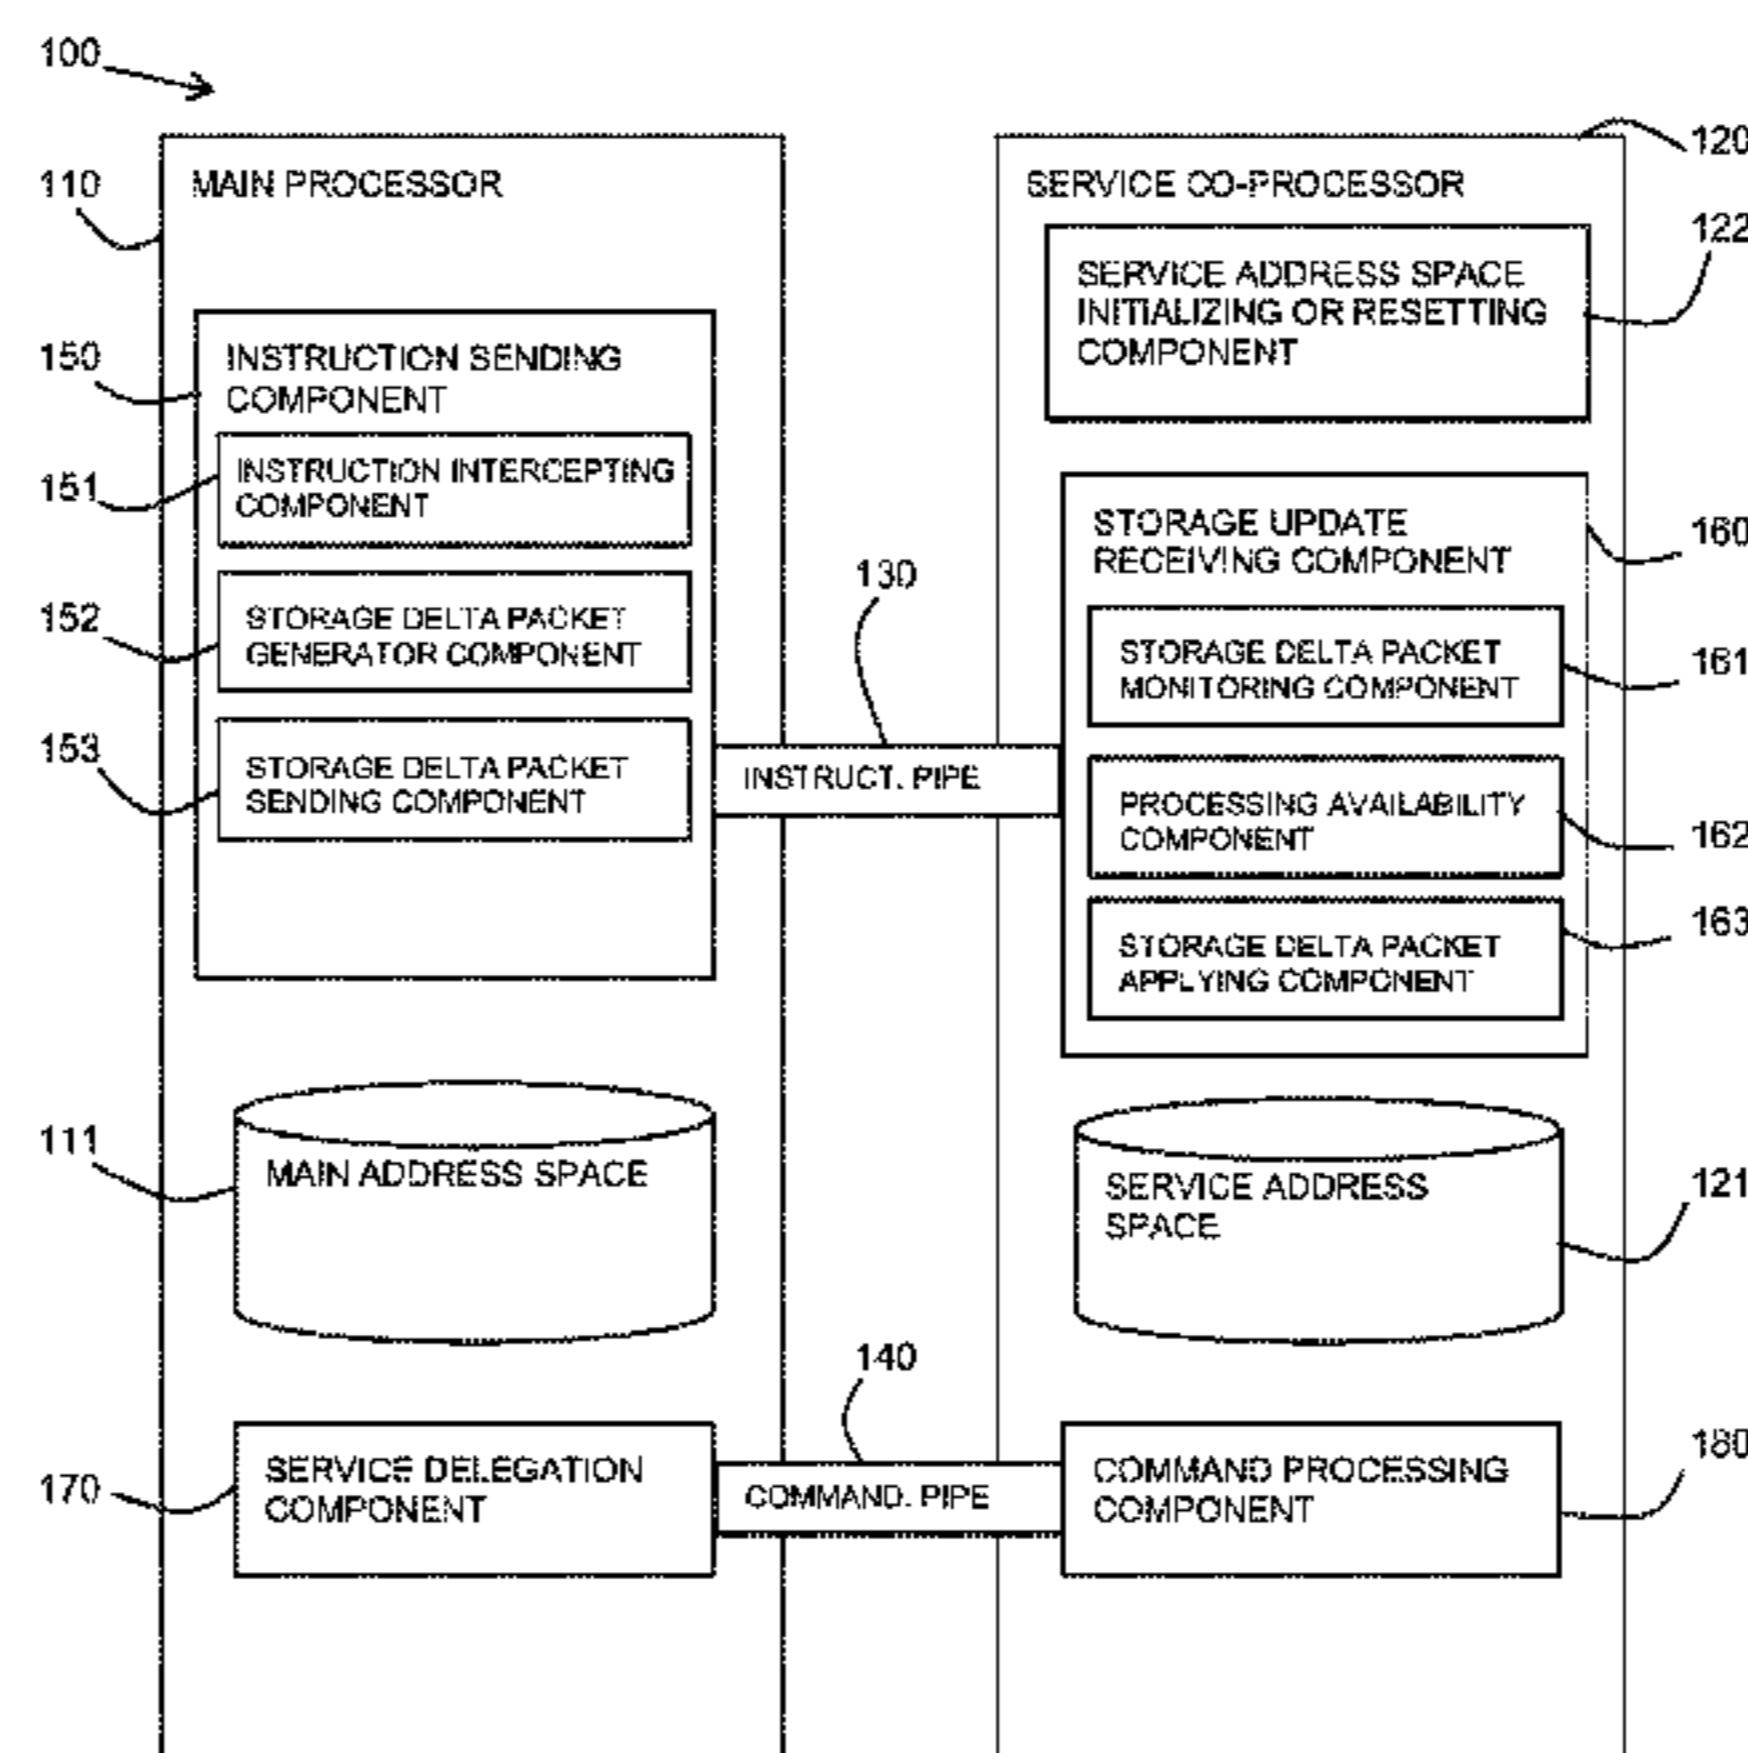 100
110
MAIN PROCESSOR
150
INSTRUCTION SENDING
COMPONENT
151
INSTRUCTION INTERCEPTING
COMPONENT
152
STORAGE DELTA PACKET
GENERATOR COMPONENT
153
STORAGE DELTA PACKET
SENDING COMPONENT
111
MAIN ADDRESS SPACE
170
SERVICE DELEGATION
COMPONENT
130
INSTRUCT. PIPE
140
COMMAND. PIPE
120
SERVICE CO-PROCESSOR
122
SERVICE ADDRESS SPACE
INITIALIZING OR RESETTING
COMPONENT
160
STORAGE UPDATE
RECEIVING COMPONENT
161
STORAGE DELTA PACKET
MONITORING COMPONENT
162
PROCESSING AVAILABILITY
COMPONENT
163
STORAGE DELTA PACKET
APPLYING COMPONENT
121
SERVICE ADDRESS
SPACE
180
COMMAND PROCESSING
COMPONENT